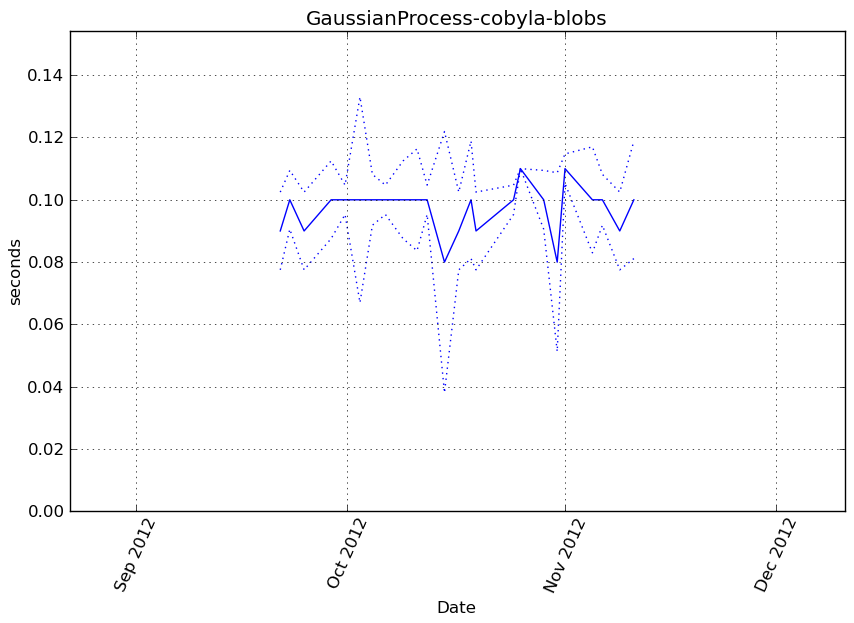 GaussianProcess-cobyla-blobs
0.14
0.12
0.10
0.08
0.06
0.04
0.02
0.00
seconds
Sep 2012
Oct 2012
Nov 2012
Dec 2012
Date